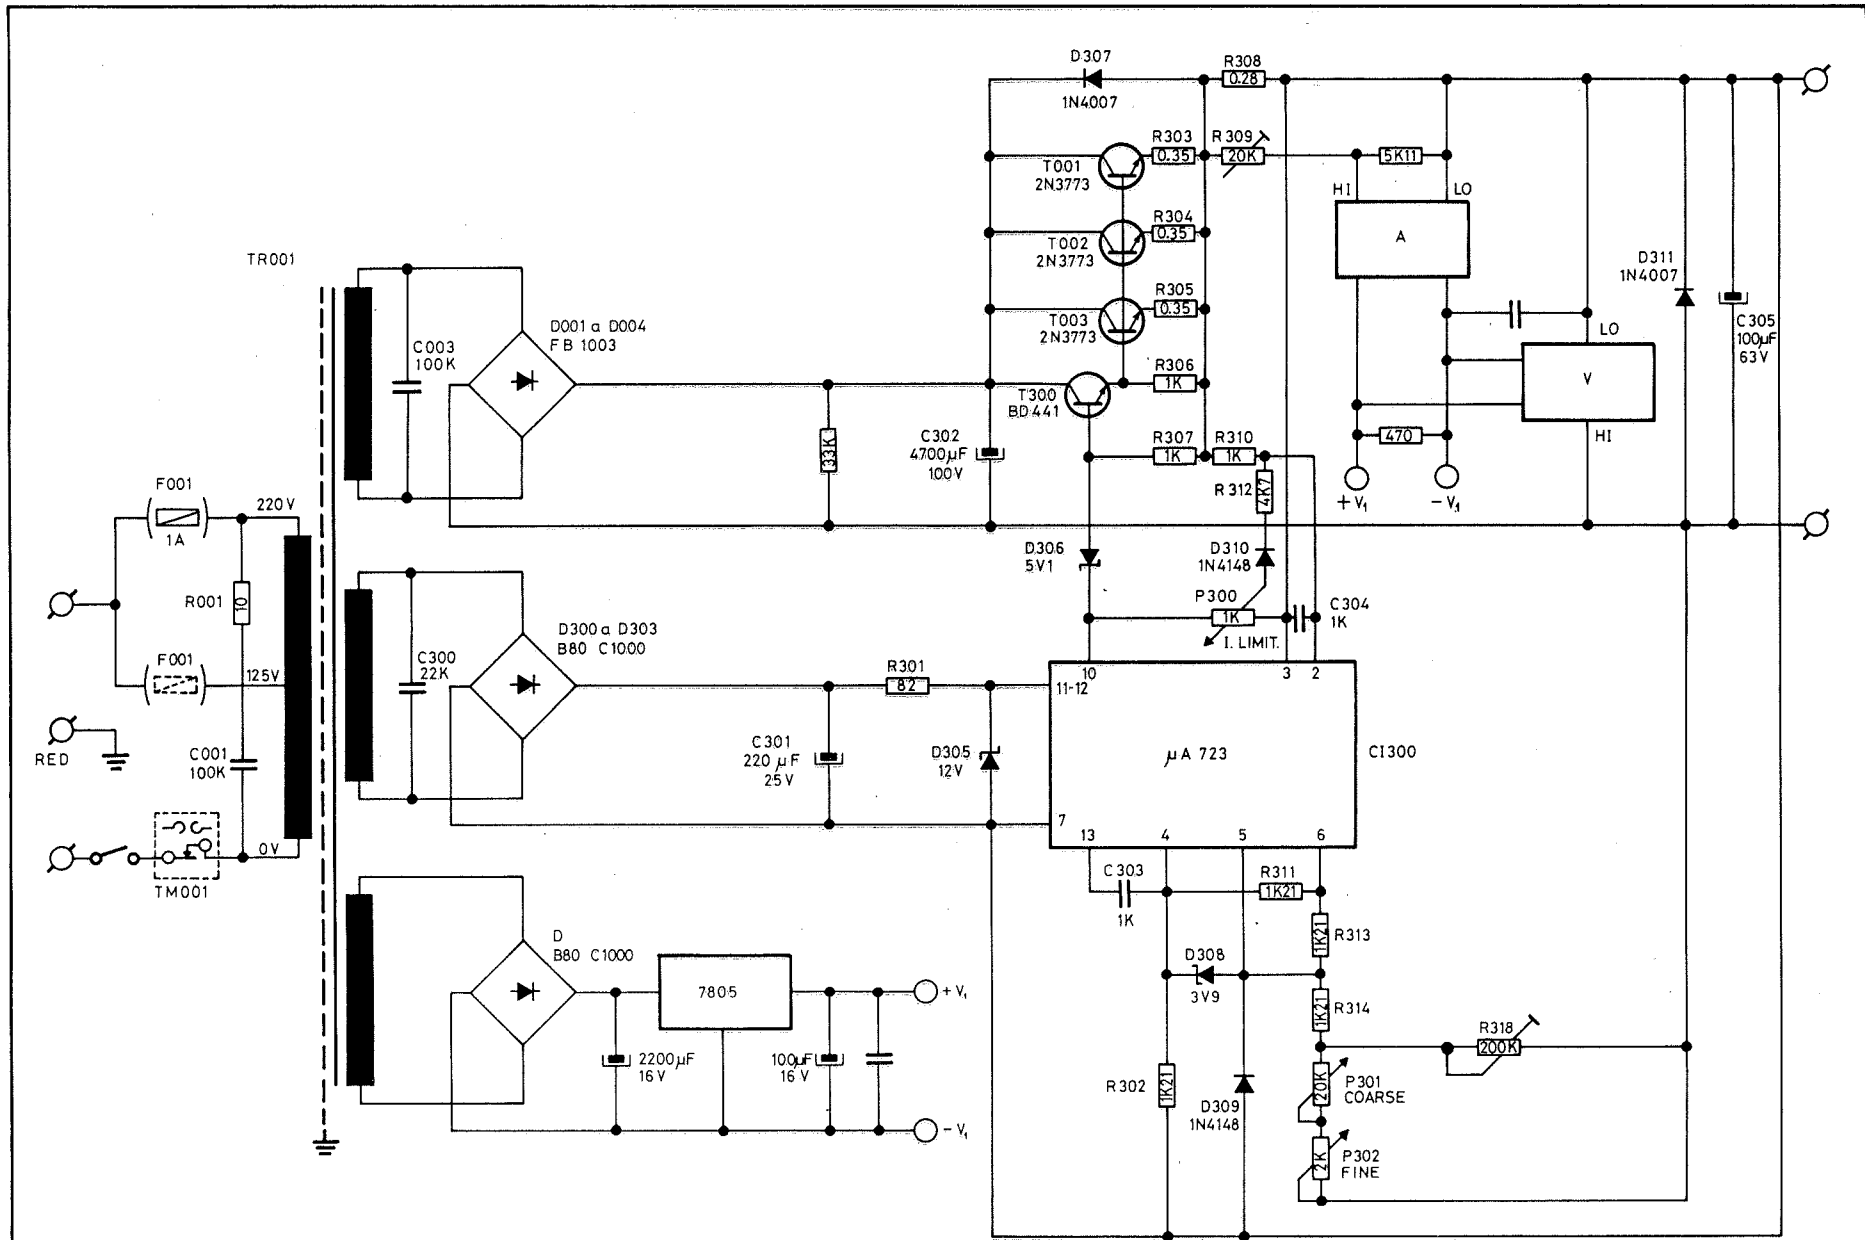 D307
1N4007
R308
0.28
R303
0.35
R309
20K
T001
2N3773
5K11
HI
LO
R304
0.35
T002
2N3773
A
TR001
D311
1N4007
R305
0.35
T003
2N3773
D001 a D004
FB 1003
C003
100K
LO
C305
100µF
63V
R306
1K
V
T300
BD441
470
HI
33K
C302
4700µF
100V
R307
1K
R310
1K
R312
4K7
+V₁
-V₁
F001
1A
220V
D306
5V1
D310
1N4148
P300
1K
I. LIMIT.
C304
1K
R001
10
D300 a D303
B80 C1000
C300
22K
F001
125V
R301
82
10
3
2
11-12
RED
C001
100K
C301
220 µF
25V
D305
12V
µA 723
CI300
7
13
4
5
6
0V
TM001
C303
1K
R311
1K21
R313
1K21
D
B80 C1000
D308
3V9
7805
+V₁
R314
1K21
R318
200K
2200µF
16V
100µF
16V
R302
1K21
D309
1N4148
P301
COARSE
20K
-V₁
P302
FINE
2K